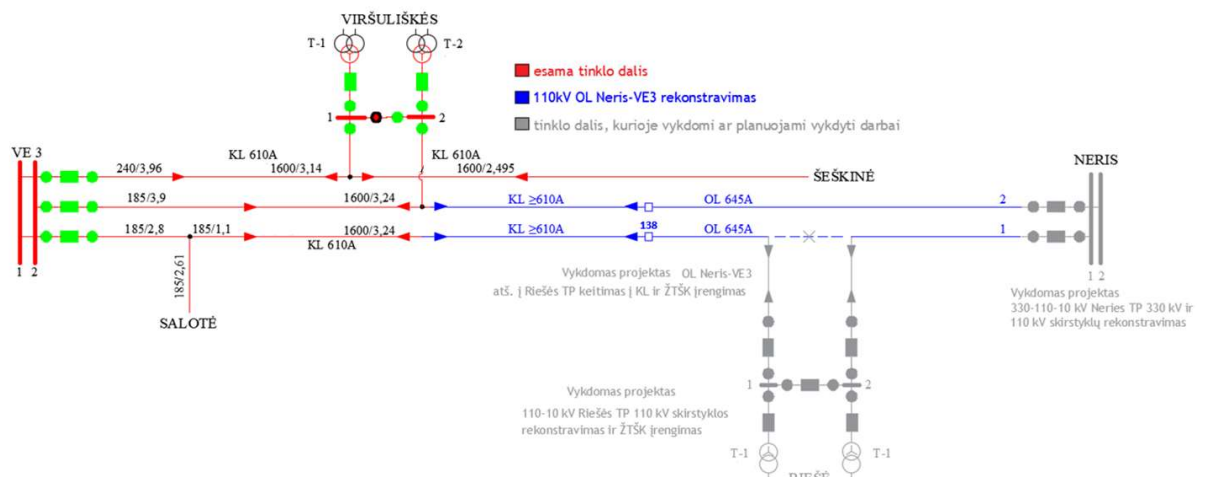 VIRŠULIŠKĖS
T-1
T-2
esama tinklo dalis
110kV OL Neris-VE3 rekonstravimas
tinklo dalis, kurioje vykdomi ar planuojami vykdyti darbai
1
2
VE 3
240/3,96
KL 610A
1600/3,14
KL 610A
1600/2,495
ŠEŠKINĖ
NERIS
185/3,9
1600/3,24
KL ≥610A
OL 645A
2
185/2,8
185/1,1
1600/3,24
KL 610A
KL ≥610A
138
OL 645A
1
1 2
185/2,61
SALOTĖ
1 2
Vykdomas projektas OL Neris-VE3
atš. į Riešės TP keitimas į KL ir ŽTŠK įrengimas
Vykdomas projektas
330-110-10 kV Neries TP 330 kV ir
110 kV skirstyklų rekonstravimas
1
2
Vykdomas projektas
110-10 kV Riešės TP 110 kV skirstyklos
rekonstravimas ir ŽTŠK įrengimas
T-1
T-1
RIEŠĖ